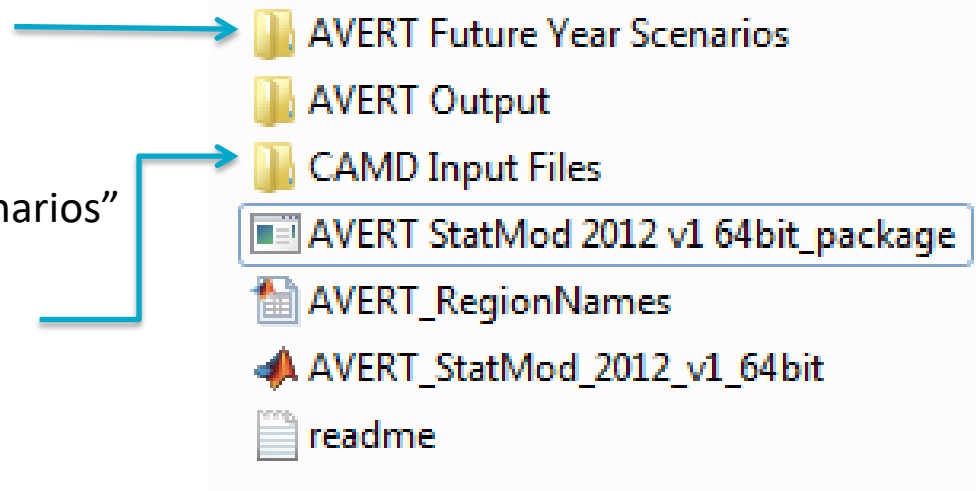 AVERT Future Year Scenarios
AVERT Output
CAMD Input Files
narios”
AVERT StatMod 2012 v1 64bit_package
AVERT_RegionNames
AVERT_StatMod_2012_v1_64bit
readme